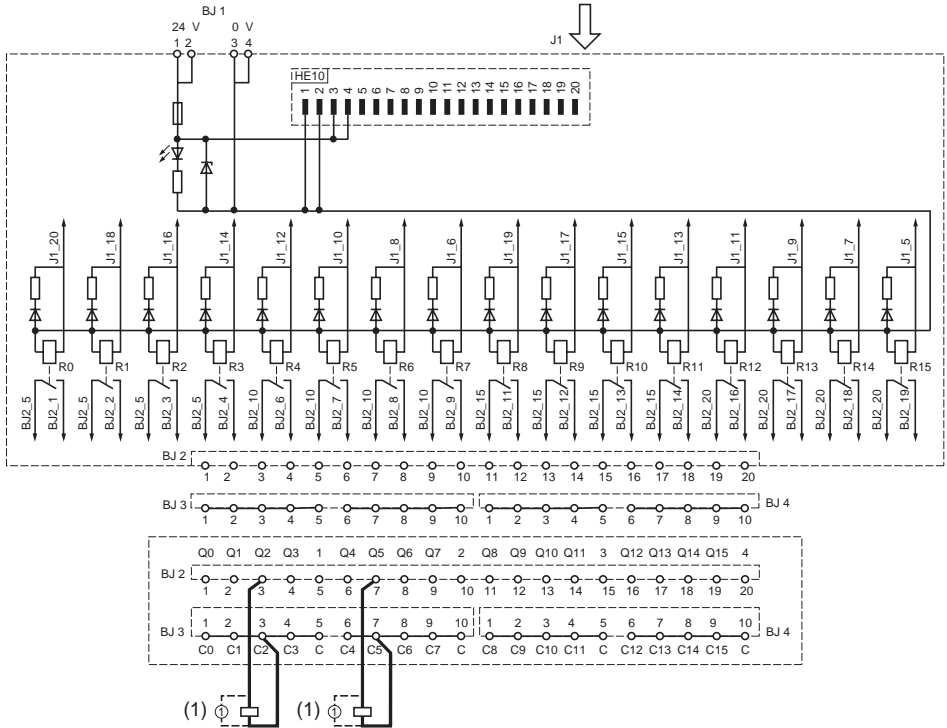 BJ 1
24 V 0 V
1 2 3 4
J1
HE10
1 2 3 4 5 6 7 8 9 10 11 12 13 14 15 16 17 18 19 20
J1_20 J1_18 J1_16 J1_14 J1_12 J1_10 J1_8 J1_6 J1_19 J1_17 J1_15 J1_13 J1_11 J1_9 J1_7 J1_5
R0 R1 R2 R3 R4 R5 R6 R7 R8 R9 R10 R11 R12 R13 R14 R15
BJ2_5 BJ2_1 BJ2_5 BJ2_2 BJ2_5 BJ2_3 BJ2_5 BJ2_4 BJ2_10 BJ2_6 BJ2_10 BJ2_7 BJ2_10 BJ2_8 BJ2_10 BJ2_9 BJ2_15 BJ2_11 BJ2_15 BJ2_12 BJ2_15 BJ2_13 BJ2_15 BJ2_14 BJ2_20 BJ2_16 BJ2_20 BJ2_17 BJ2_20 BJ2_18 BJ2_20 BJ2_19
BJ 2
1 2 3 4 5 6 7 8 9 10 11 12 13 14 15 16 17 18 19 20
BJ 3 BJ 4
1 2 3 4 5 6 7 8 9 10 1 2 3 4 5 6 7 8 9 10
Q0 Q1 Q2 Q3 1 Q4 Q5 Q6 Q7 2 Q8 Q9 Q10 Q11 3 Q12 Q13 Q14 Q15 4
BJ 2
1 2 3 4 5 6 7 8 9 10 11 12 13 14 15 16 17 18 19 20
1 2 3 4 5 6 7 8 9 10 1 2 3 4 5 6 7 8 9 10
BJ 3 BJ 4
C0 C1 C2 C3 C C4 C5 C6 C7 C C8 C9 C10 C11 C C12 C13 C14 C15 C
(1) 1 (1) 1